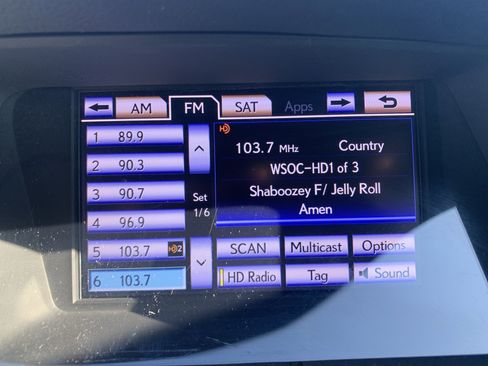 AM FM SAT Apps
1 89.9
2 90.3
3 90.7
4 96.9
5 103.7 HD2
6 103.7
Set
1/6
HD
103.7 MHz Country
WSOC-HD1 of 3
Shaboozey F/ Jelly Roll
Amen
SCAN Multicast Options
HD Radio Tag Sound